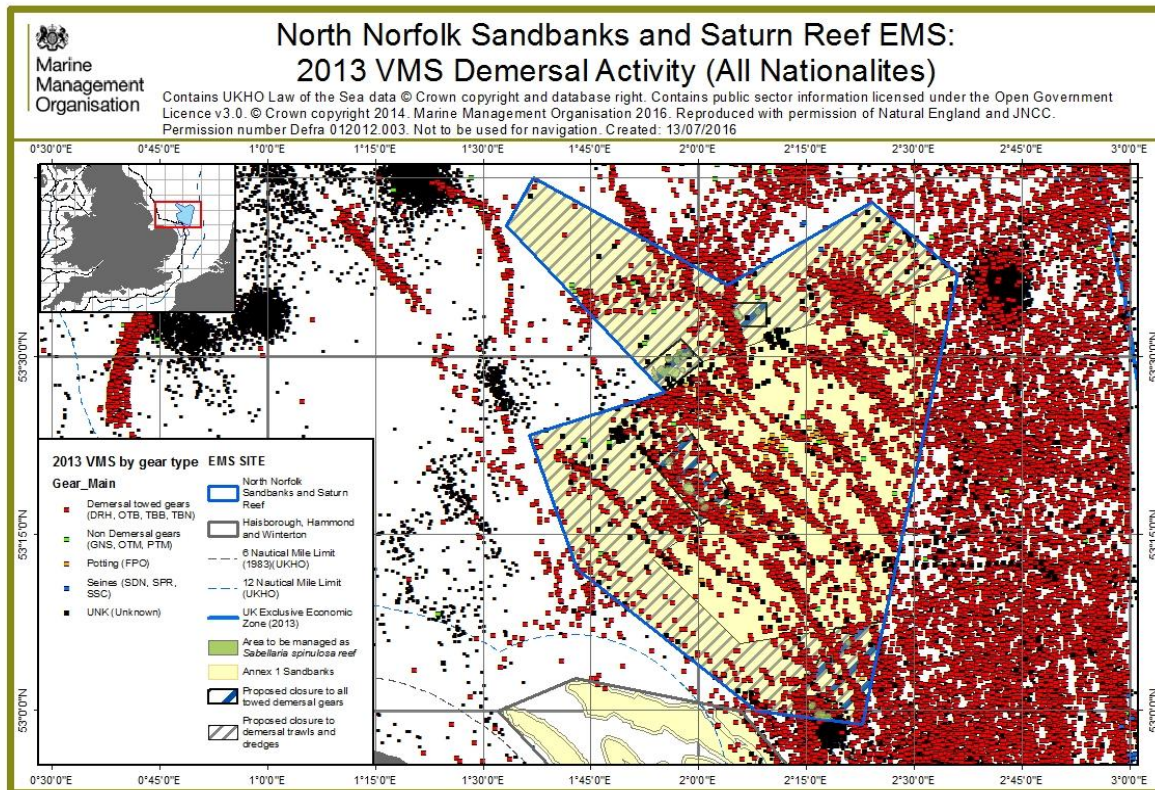 Marine
Management
Organisation
North Norfolk Sandbanks and Saturn Reef EMS:
2013 VMS Demersal Activity (All Nationalites)
Contains UKHO Law of the Sea data © Crown copyright and database right. Contains public sector information licensed under the Open Government
Licence v3.0. © Crown copyright 2014. Marine Management Organisation 2016. Reproduced with permission of Natural England and JNCC.
Permission number Defra 012012.003. Not to be used for navigation. Created: 13/07/2016
0°30'0"E 0°45'0"E 1°0'0"E 1°15'0"E 1°30'0"E 1°45'0"E 2°0'0"E 2°15'0"E 2°30'0"E 2°45'0"E 3°0'0"E
53°30'0"N 53°30'0"N
53°15'0"N 53°15'0"N
53°0'0"N 53°0'0"N
2013 VMS by gear type
Gear_Main
Demersal towed gears
(DRH, OTB, TBB, TBN)
Non Demersal gears
(GNS, OTM, PTM)
Potting (FPO)
Seines (SDN, SPR,
SSC)
UNK (Unknown)
EMS SITE
North Norfolk
Sandbanks and Saturn
Reef
Haisborough, Hammond
and Winterton
6 Nautical Mile Limit
(1983)(UKHO)
12 Nautical Mile Limit
(UKHO)
UK Exclusive Economic
Zone (2013)
Area to be managed as
Sabellaria spinulosa reef
Annex 1 Sandbanks
Proposed closure to all
towed demersal gears
Proposed closure to
demersal trawls and
dredges
0°30'0"E 0°45'0"E 1°0'0"E 1°15'0"E 1°30'0"E 1°45'0"E 2°0'0"E 2°15'0"E 2°30'0"E 2°45'0"E 3°0'0"E